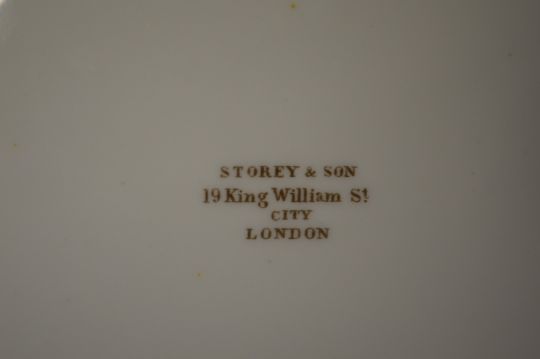 STOREY & SON
19 King William St
CITY
LONDON